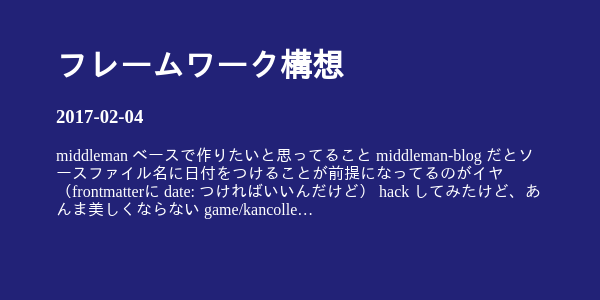 フレームワーク構想
2017-02-04
middleman ベースで作りたいと思ってること middleman-blog だとソ
ースファイル名に日付をつけることが前提になってるのがイヤ
（frontmatterに date: つければいいんだけど） hack してみたけど、あ
んま美しくならない game/kancolle…